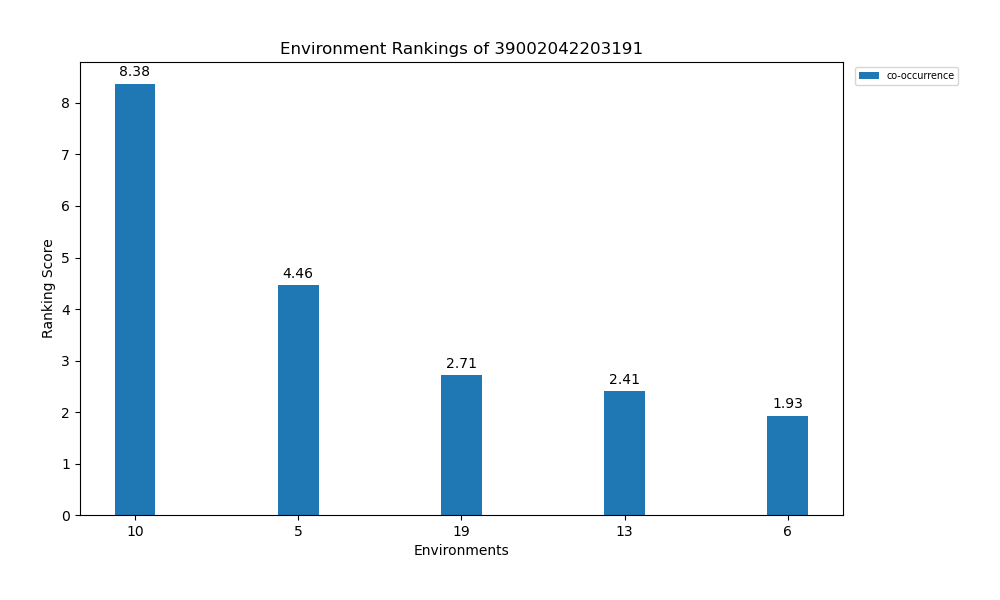 Environment Rankings of 39002042203191
co-occurrence
8.38
4.46
2.71
2.41
1.93
Ranking Score
8
7
6
5
4
3
2
1
0
10 5 19 13 6
Environments